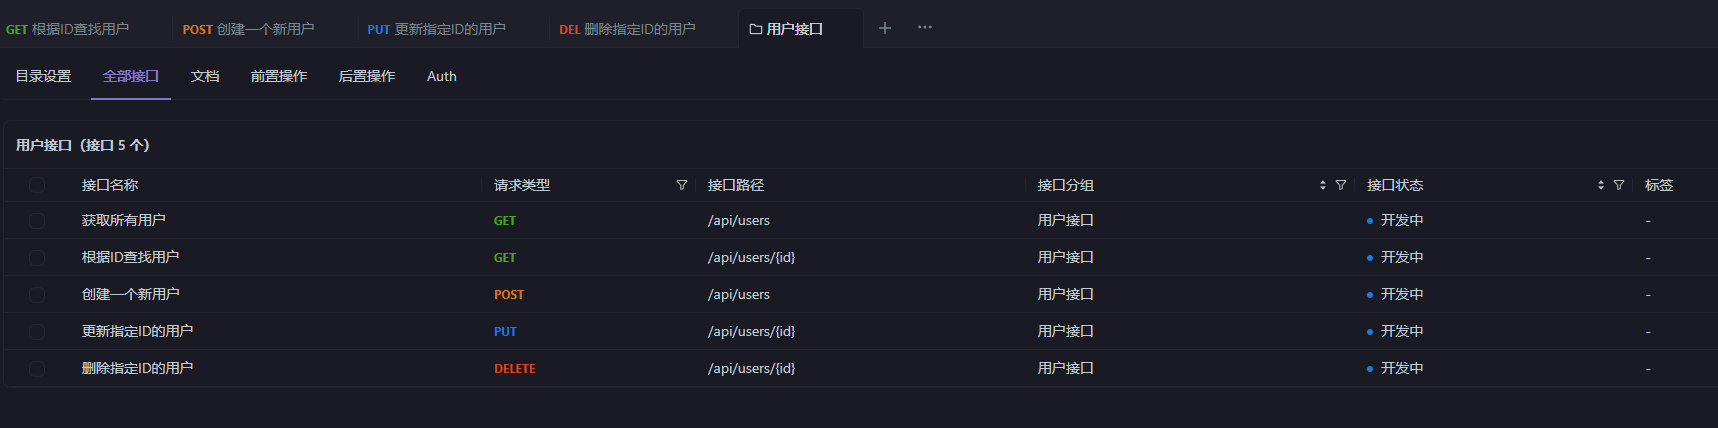 GET 根据ID查找用户 POST 创建一个新用户 PUT 更新指定ID的用户 DEL 删除指定ID的用户 用户接口
目录设置 全部接口 文档 前置操作 后置操作 Auth
用户接口（接口 5 个）
接口名称 请求类型 接口路径 接口分组 接口状态 标签
获取所有用户 GET /api/users 用户接口 开发中 -
根据ID查找用户 GET /api/users/{id} 用户接口 开发中 -
创建一个新用户 POST /api/users 用户接口 开发中 -
更新指定ID的用户 PUT /api/users/{id} 用户接口 开发中 -
删除指定ID的用户 DELETE /api/users/{id} 用户接口 开发中 -